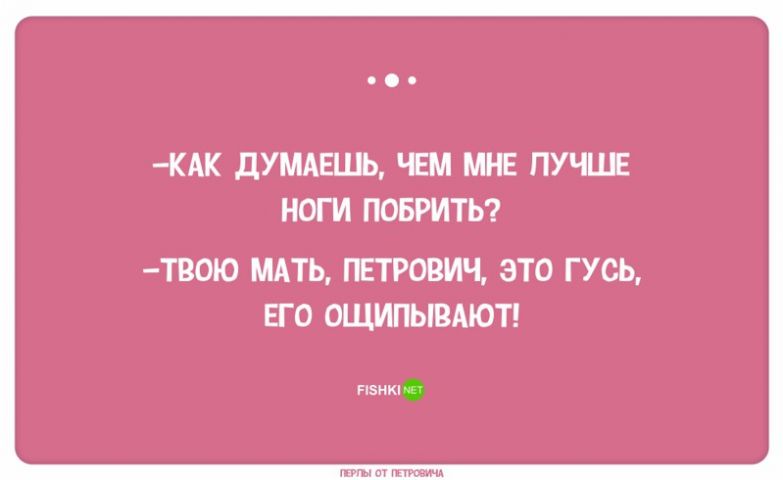 -КАК ДУМАЕШЬ, ЧЕМ МНЕ ЛУЧШЕ
НОГИ ПОБРИТЬ?
-ТВОЮ МАТЬ, ПЕТРОВИЧ, ЭТО ГУСЬ,
ЕГО ОЩИПЫВАЮТ!
FISHKI NET
ПЕРЛЫ ОТ ПЕТРОВИЧА